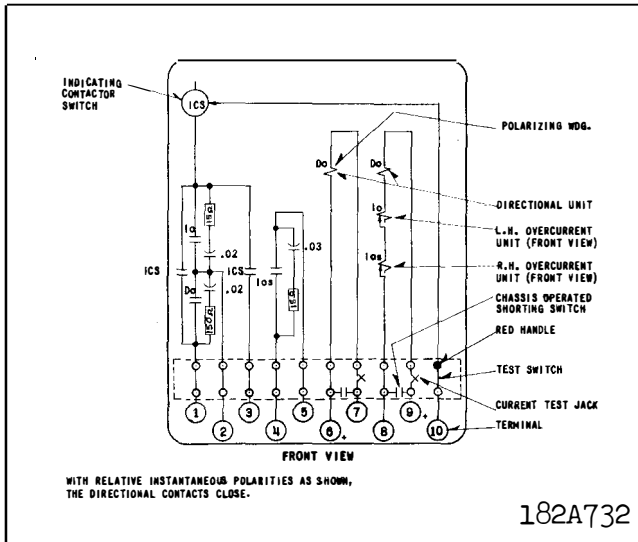 INDICATING
CONTACTOR
SWITCH
ICS
POLARIZING WDG.
Do
Do
DIRECTIONAL UNIT
Io
L.H. OVERCURRENT
UNIT (FRONT VIEW)
Ios
R.H. OVERCURRENT
UNIT (FRONT VIEW)
CHASSIS OPERATED
SHORTING SWITCH
RED HANDLE
TEST SWITCH
CURRENT TEST JACK
TERMINAL
Io
.02
ICS
ICS
Do
.02
150Ω
Ios
.03
15Ω
1
2
3
4
5
6
+
7
8
9
+
10
FRONT VIEW
WITH RELATIVE INSTANTANEOUS POLARITIES AS SHOWN,
THE DIRECTIONAL CONTACTS CLOSE.
182A732